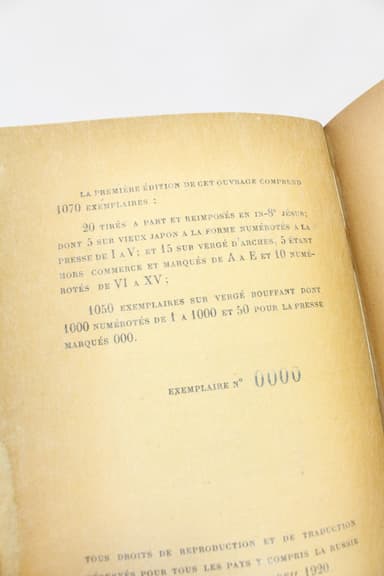 LA PREMIÈRE ÉDITION DE CET OUVRAGE COMPREND
1070 EXEMPLAIRES :
20 TIRÉS A PART ET REIMPOSÉS EN IN-8° JÉSUS;
DONT 5 SUR VIEUX JAPON A LA FORME NUMÉROTÉS A LA
PRESSE DE I A V; ET 15 SUR VERGÉ D'ARCHES, 5 ÉTANT
HORS COMMERCE ET MARQUÉS DE A A E ET 10 NUMÉ-
ROTÉS DE VI A XV;
1050 EXEMPLAIRES SUR VERGÉ BOUFFANT DONT
1000 NUMÉROTÉS DE 1 A 1000 ET 50 POUR LA PRESSE
MARQUÉS 000.
EXEMPLAIRE N° 0000
TOUS DROITS DE REPRODUCTION ET DE TRADUCTION
RÉSERVÉS POUR TOUS LES PAYS Y COMPRIS LA RUSSIE
1920